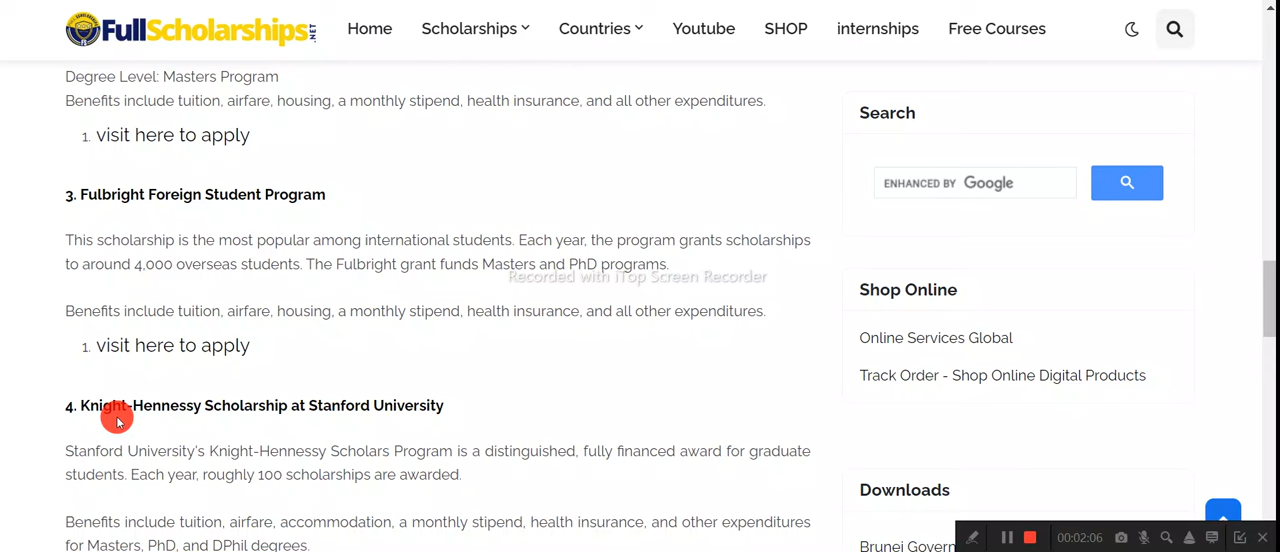 FullScholarships.NET
Home Scholarships Countries Youtube SHOP internships Free Courses
Degree Level: Masters Program
Benefits include tuition, airfare, housing, a monthly stipend, health insurance, and all other expenditures.
1. visit here to apply
3. Fulbright Foreign Student Program
This scholarship is the most popular among international students. Each year, the program grants scholarships
to around 4,000 overseas students. The Fulbright grant funds Masters and PhD programs.
Recorded with iTop Screen Recorder
Benefits include tuition, airfare, housing, a monthly stipend, health insurance, and all other expenditures.
1. visit here to apply
4. Knight-Hennessy Scholarship at Stanford University
Stanford University's Knight-Hennessy Scholars Program is a distinguished, fully financed award for graduate
students. Each year, roughly 100 scholarships are awarded.
Benefits include tuition, airfare, accommodation, a monthly stipend, health insurance, and other expenditures
for Masters, PhD, and DPhil degrees.
Search
ENHANCED BY Google
Shop Online
Online Services Global
Track Order - Shop Online Digital Products
Downloads
Brunei Govern
00:02:06